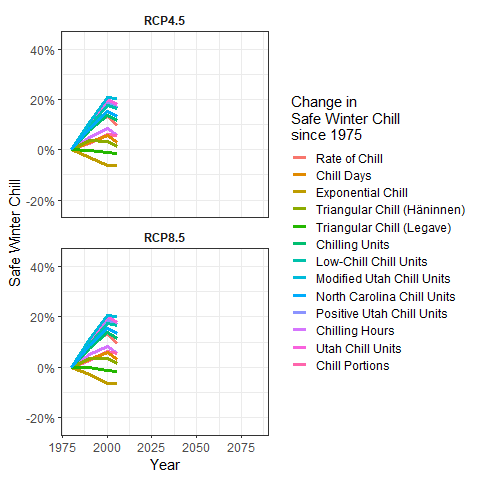 RCP4.5
40%
20%
0%
-20%
RCP8.5
40%
20%
0%
-20%
1975 2000 2025 2050 2075
Year
Safe Winter Chill
Change in
Safe Winter Chill
since 1975
Rate of Chill
Chill Days
Exponential Chill
Triangular Chill (Häninnen)
Triangular Chill (Legave)
Chilling Units
Low-Chill Chill Units
Modified Utah Chill Units
North Carolina Chill Units
Positive Utah Chill Units
Chilling Hours
Utah Chill Units
Chill Portions